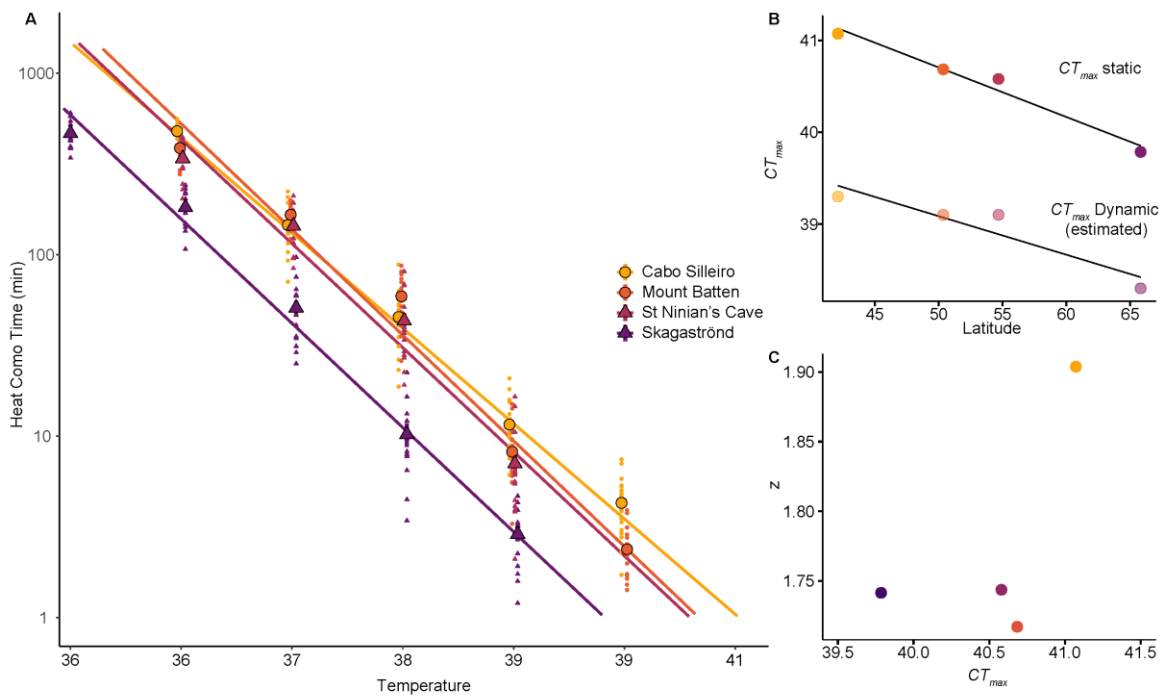 A
1000
100
10
1
Heat Como Time (min)
36
36
37
38
39
39
41
Temperature
Cabo Silleiro
Mount Batten
St Ninian's Cave
Skagaströnd
B
41
40
39
CTmax
CTmax static
CTmax Dynamic
(estimated)
45
50
55
60
65
Latitude
C
1.90
1.85
1.80
1.75
z
39.5
40.0
40.5
41.0
41.5
CTmax